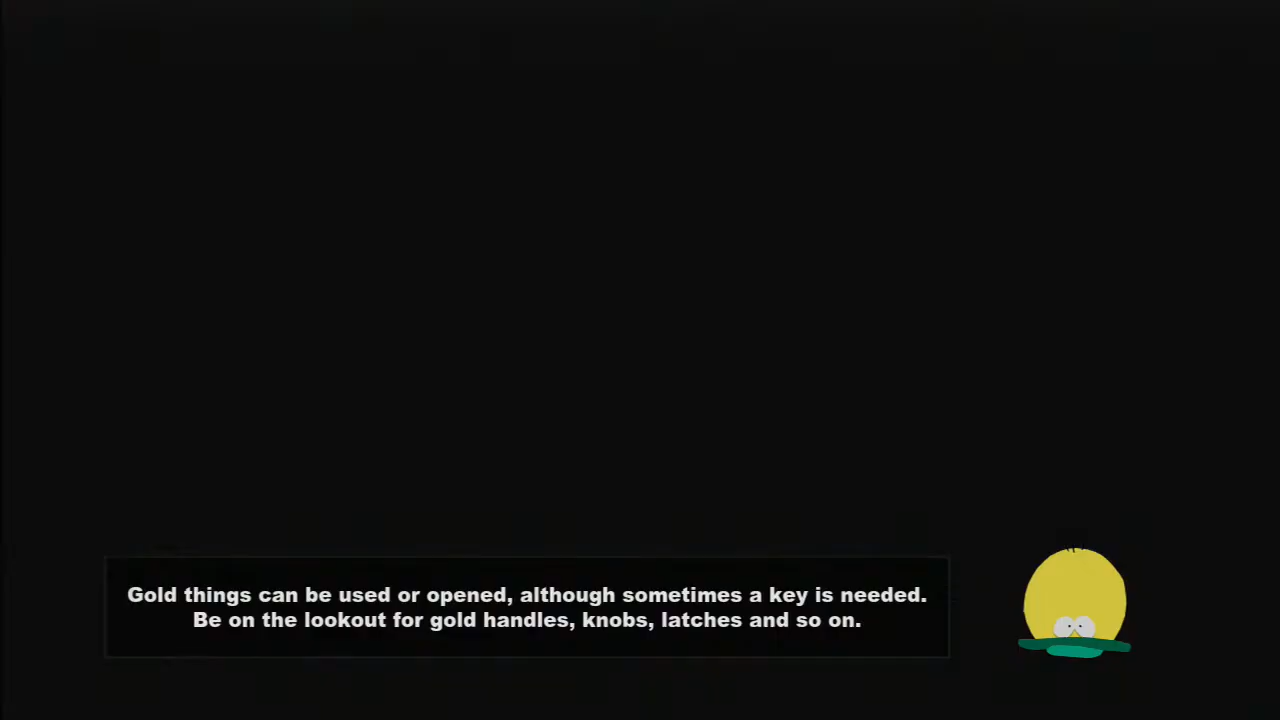 Gold things can be used or opened, although sometimes a key is needed.
Be on the lookout for gold handles, knobs, latches and so on.